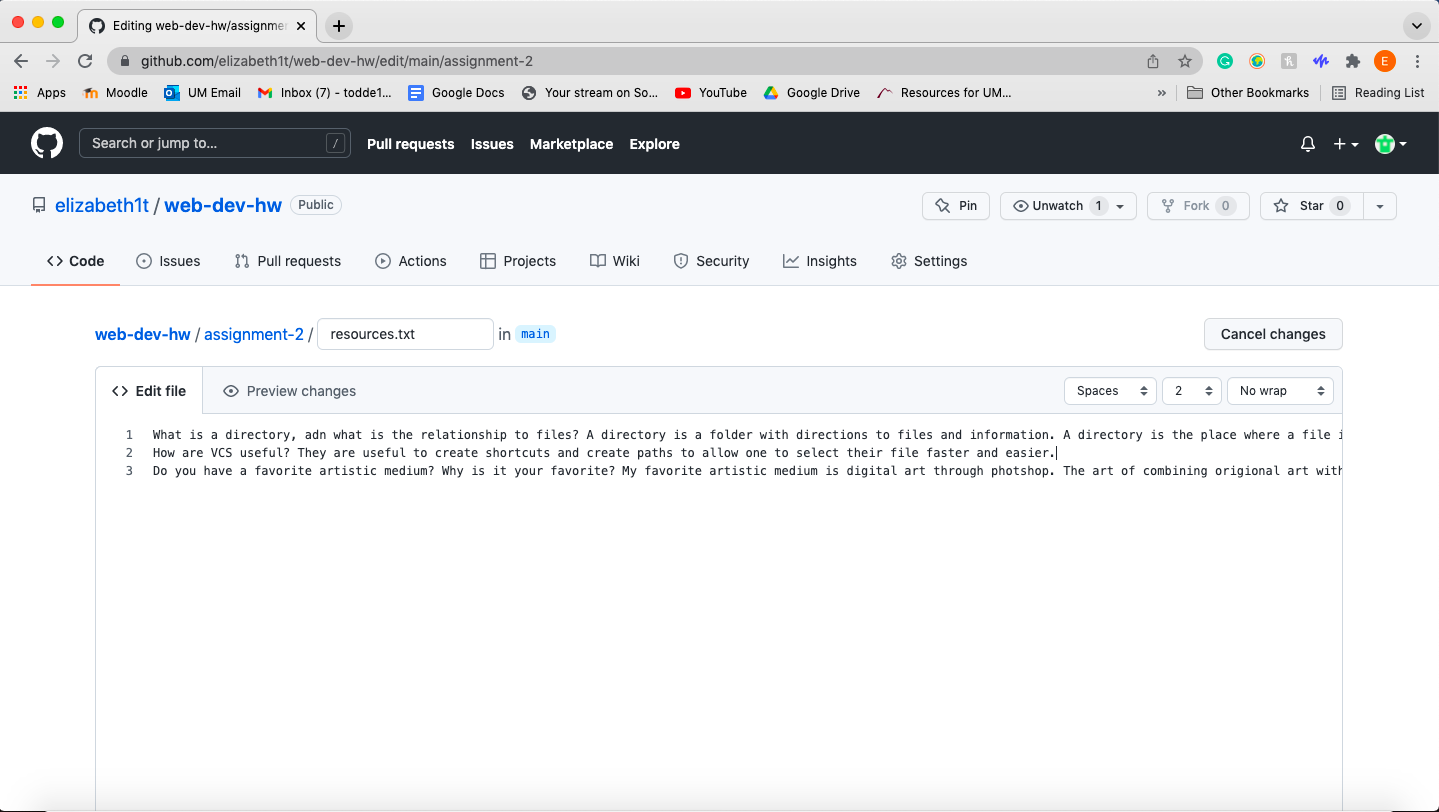 Editing web-dev-hw/assignme
github.com/elizabeth1t/web-dev-hw/edit/main/assignment-2
E
Apps Moodle UM Email Inbox (7) - todde1... Google Docs Your stream on So... YouTube Google Drive Resources for UM... » Other Bookmarks Reading List
Search or jump to... / Pull requests Issues Marketplace Explore
elizabeth1t / web-dev-hw Public Pin Unwatch 1 Fork 0 Star 0
Code Issues Pull requests Actions Projects Wiki Security Insights Settings
web-dev-hw / assignment-2 / resources.txt in main Cancel changes
Edit file Preview changes Spaces 2 No wrap
1 What is a directory, adn what is the relationship to files? A directory is a folder with directions to files and information. A directory is the place where a file i
2 How are VCS useful? They are useful to create shortcuts and create paths to allow one to select their file faster and easier.
3 Do you have a favorite artistic medium? Why is it your favorite? My favorite artistic medium is digital art through photshop. The art of combining origional art with